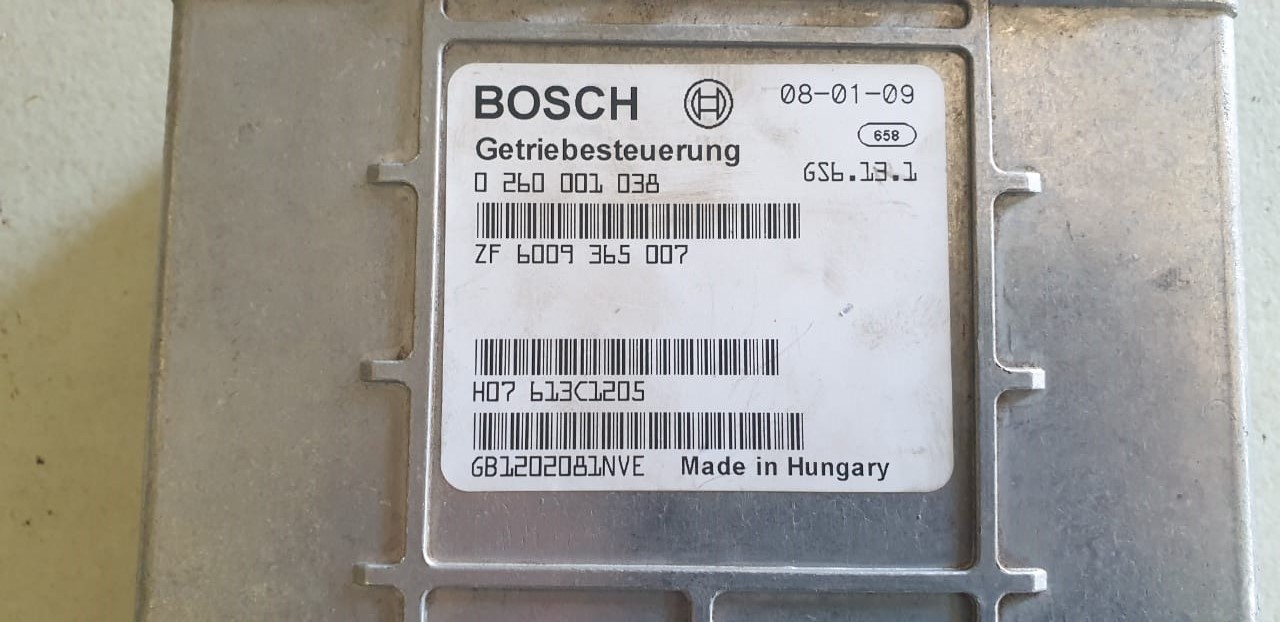 BOSCH 08-01-09
658
Getriebesteuerung
0 260 001 038 GS6.13.1
ZF 6009 365 007
H07 613C1205
GB1202081NVE Made in Hungary